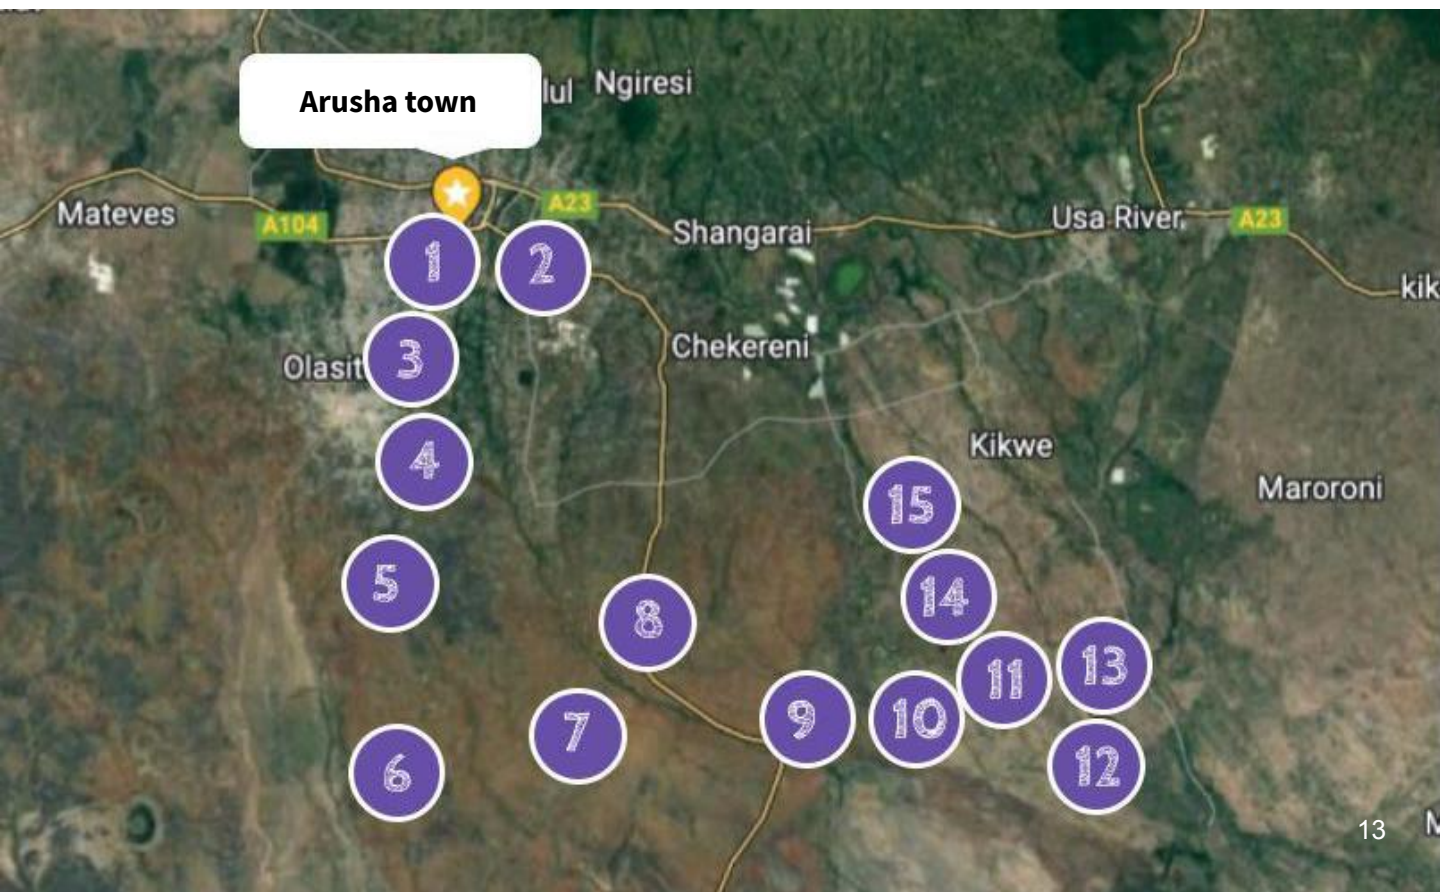 Arusha town
lul
Ngiresi
Mateves
A104
A23
Shangarai
Usa River
A23
kik
1
2
3
Olasit
Chekereni
4
Kikwe
Maroroni
15
5
14
8
11
13
7
9
10
12
6
13
M